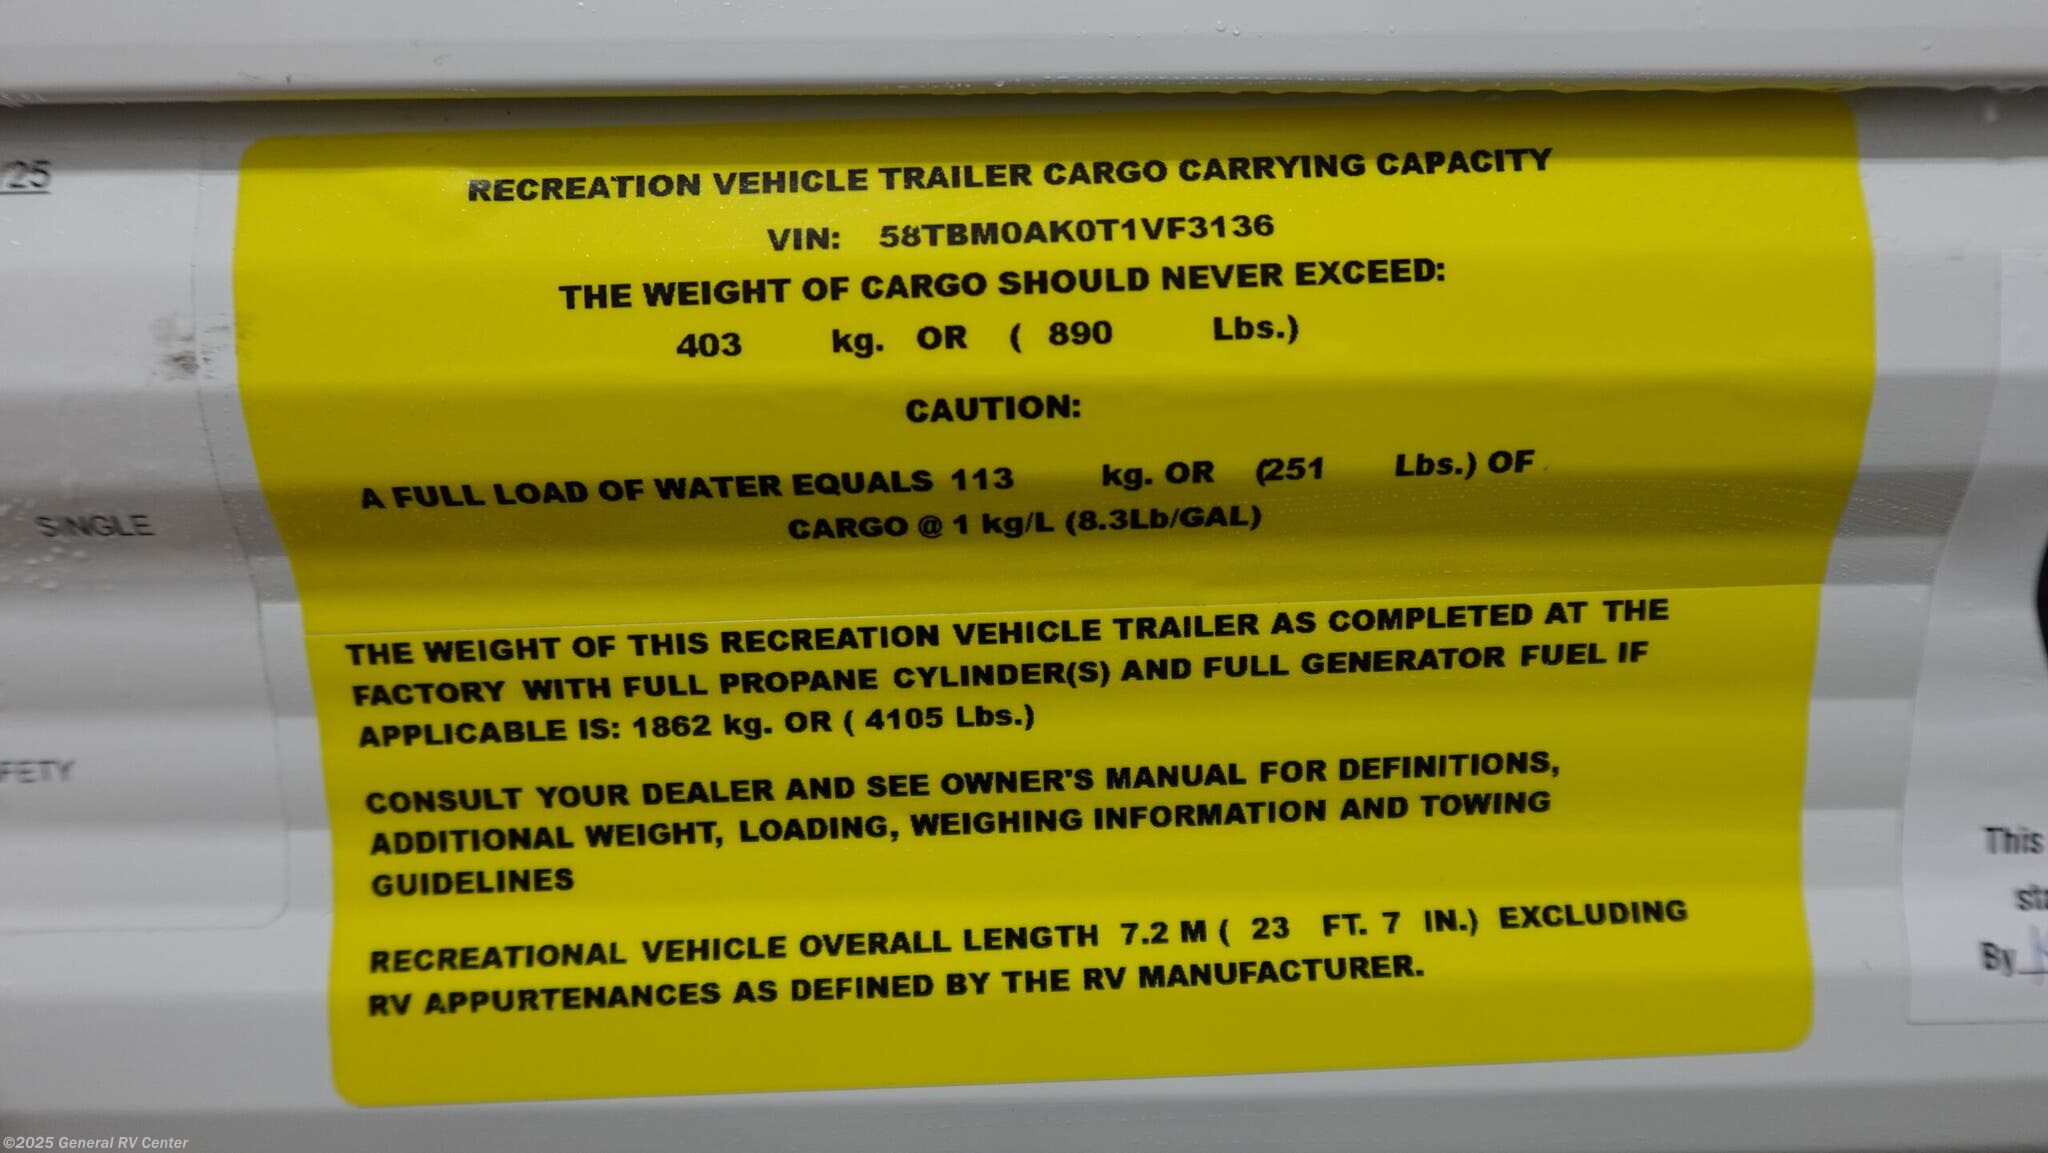 /25
RECREATION VEHICLE TRAILER CARGO CARRYING CAPACITY
VIN: 58TBM0AK0T1VF3136
THE WEIGHT OF CARGO SHOULD NEVER EXCEED:
403 kg. OR ( 890 Lbs.)
CAUTION:
A FULL LOAD OF WATER EQUALS 113 kg. OR (251 Lbs.) OF
CARGO @ 1 kg/L (8.3Lb/GAL)
SINGLE
THE WEIGHT OF THIS RECREATION VEHICLE TRAILER AS COMPLETED AT THE
FACTORY WITH FULL PROPANE CYLINDER(S) AND FULL GENERATOR FUEL IF
APPLICABLE IS: 1862 kg. OR ( 4105 Lbs.)
FETY
CONSULT YOUR DEALER AND SEE OWNER'S MANUAL FOR DEFINITIONS,
ADDITIONAL WEIGHT, LOADING, WEIGHING INFORMATION AND TOWING
GUIDELINES
RECREATIONAL VEHICLE OVERALL LENGTH 7.2 M ( 23 FT. 7 IN.) EXCLUDING
RV APPURTENANCES AS DEFINED BY THE RV MANUFACTURER.
This
sta
By
©2025 General RV Center